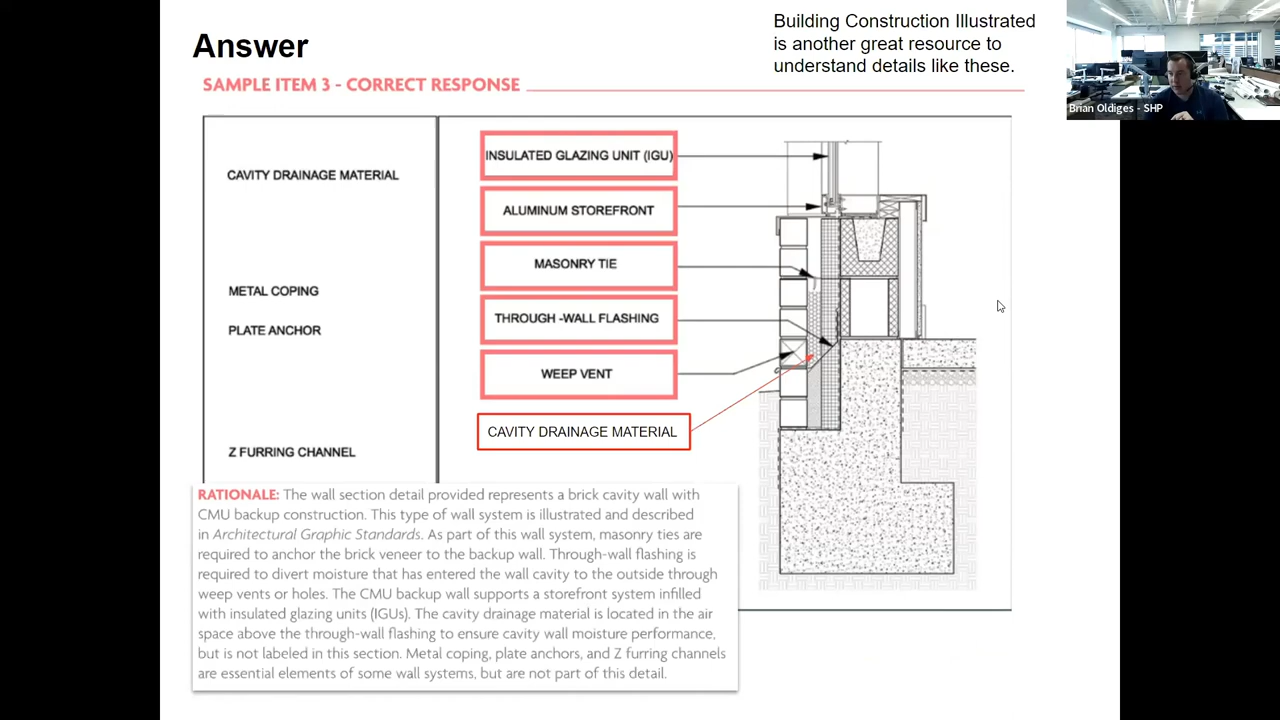 Answer
Building Construction Illustrated
is another great resource to
understand details like these.
Brian Oldiges - SHP
SAMPLE ITEM 3 - CORRECT RESPONSE
CAVITY DRAINAGE MATERIAL
METAL COPING
PLATE ANCHOR
Z FURRING CHANNEL
INSULATED GLAZING UNIT (IGU)
ALUMINUM STOREFRONT
MASONRY TIE
THROUGH -WALL FLASHING
WEEP VENT
CAVITY DRAINAGE MATERIAL
RATIONALE: The wall section detail provided represents a brick cavity wall with
CMU backup construction. This type of wall system is illustrated and described
in Architectural Graphic Standards. As part of this wall system, masonry ties are
required to anchor the brick veneer to the backup wall. Through-wall flashing is
required to divert moisture that has entered the wall cavity to the outside through
weep vents or holes. The CMU backup wall supports a storefront system infilled
with insulated glazing units (IGUs). The cavity drainage material is located in the air
space above the through-wall flashing to ensure cavity wall moisture performance,
but is not labeled in this section. Metal coping, plate anchors, and Z furring channels
are essential elements of some wall systems, but are not part of this detail.